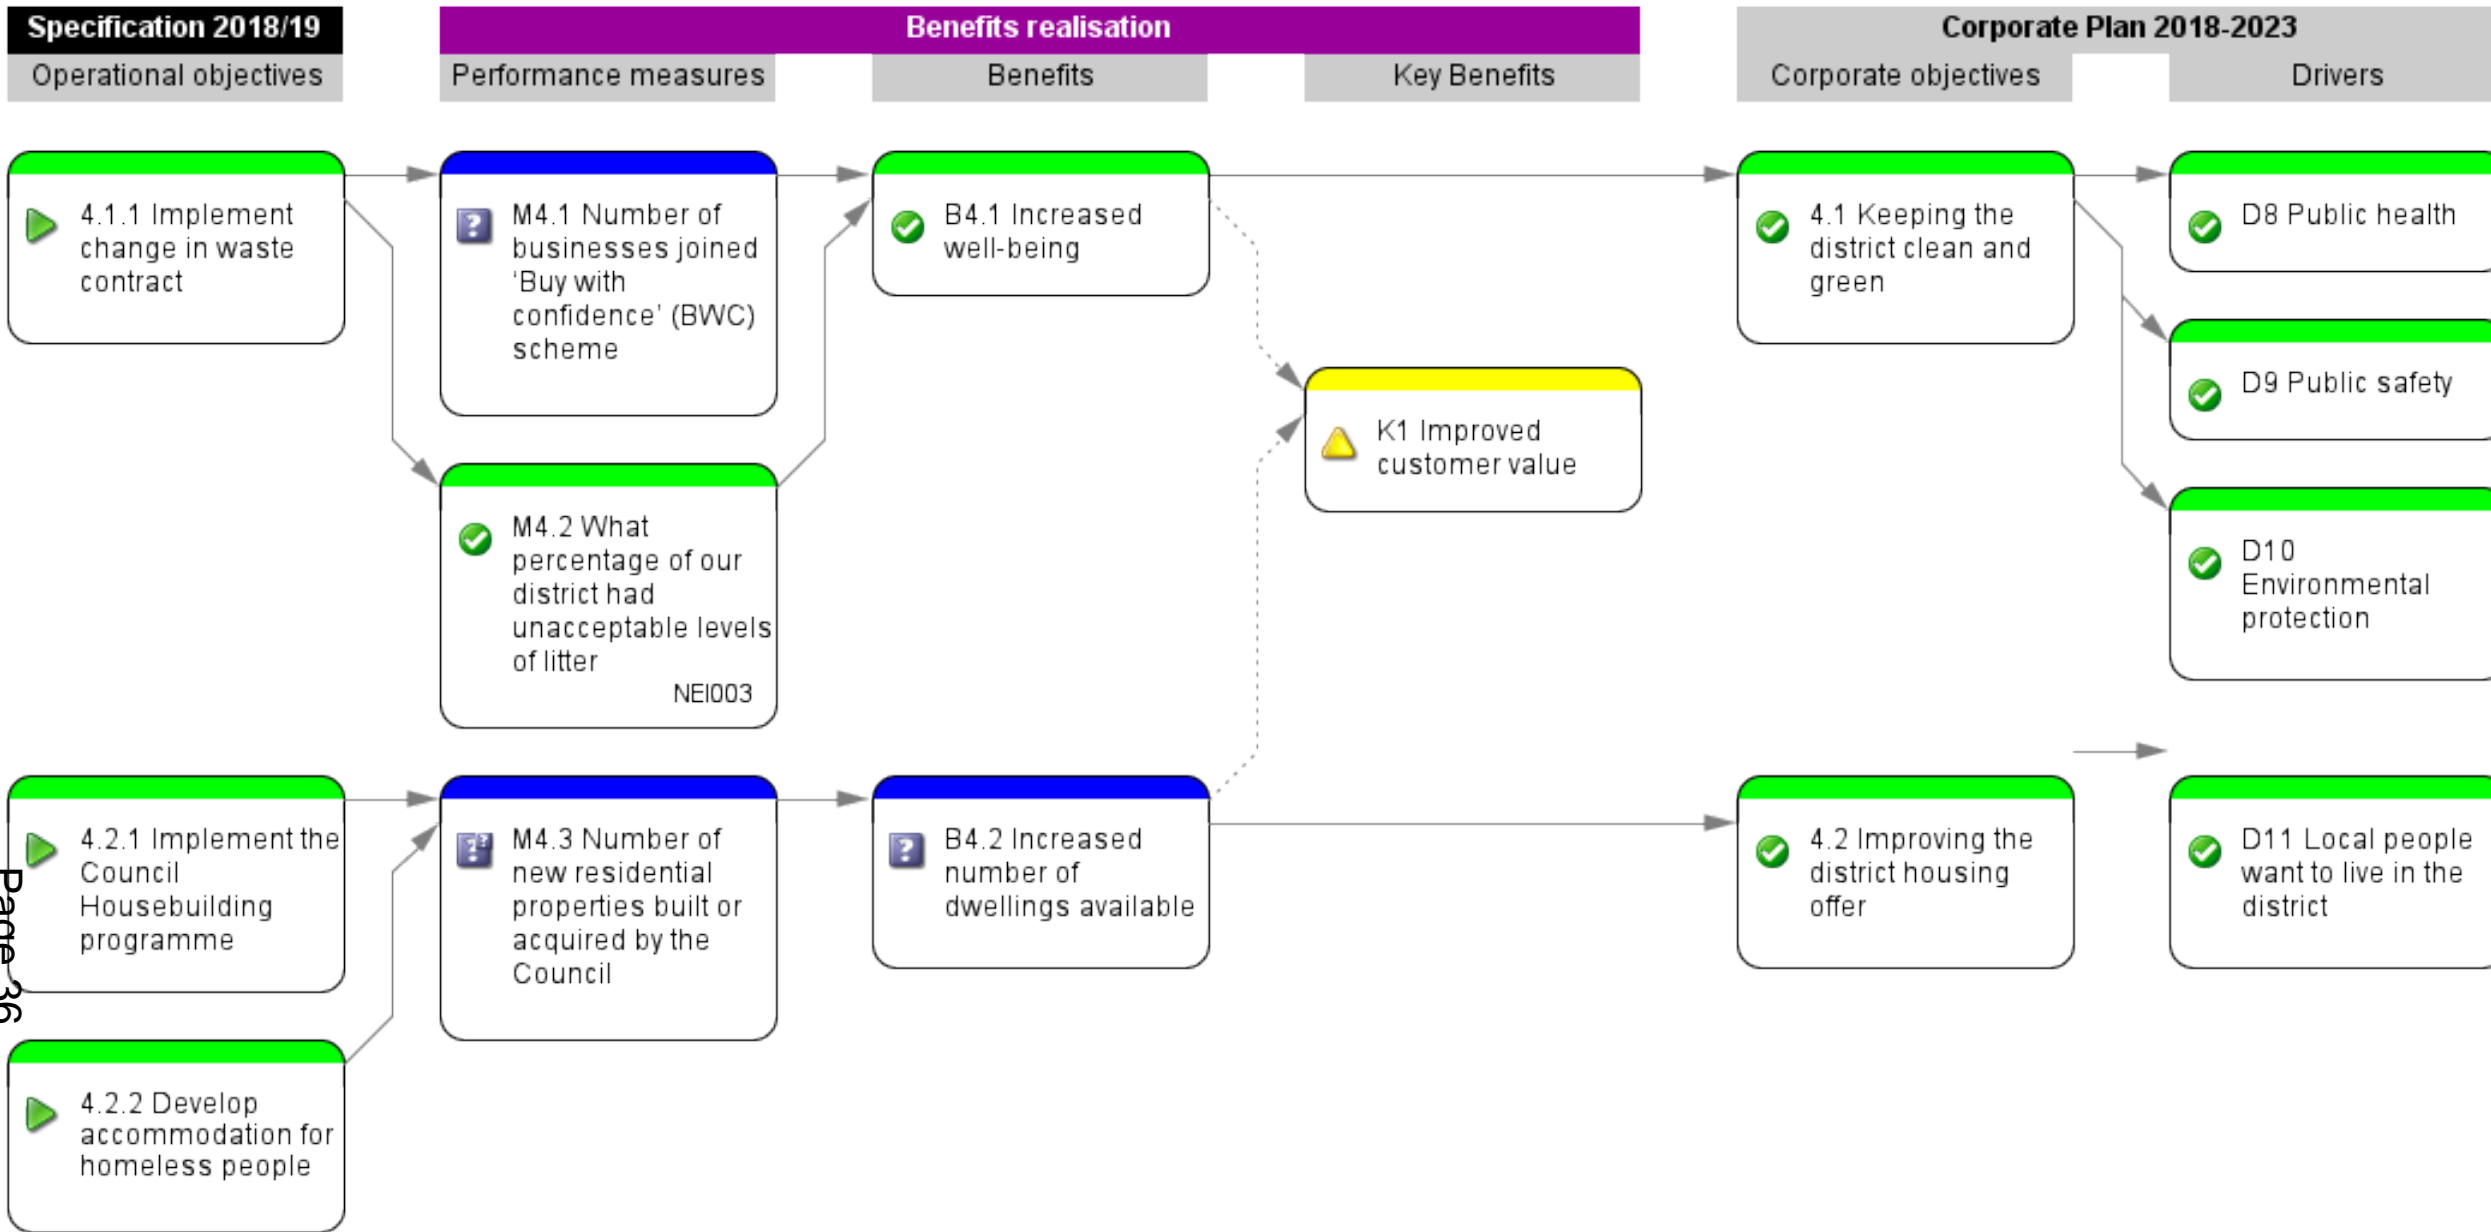 Specification 2018/19
Benefits realisation
Corporate Plan 2018-2023
Operational objectives
Performance measures
Benefits
Key Benefits
Corporate objectives
Drivers
4.1.1 Implement
change in waste
contract
M4.1 Number of
businesses joined
‘Buy with
confidence’ (BWC)
scheme
B4.1 Increased
well-being
4.1 Keeping the
district clean and
green
D8 Public health
D9 Public safety
K1 Improved
customer value
M4.2 What
percentage of our
district had
unacceptable levels
of litter
NEI003
D10
Environmental
protection
4.2.1 Implement the
Council
Housebuilding
programme
M4.3 Number of
new residential
properties built or
acquired by the
Council
B4.2 Increased
number of
dwellings available
4.2 Improving the
district housing
offer
D11 Local people
want to live in the
district
4.2.2 Develop
accommodation for
homeless people
Page 36